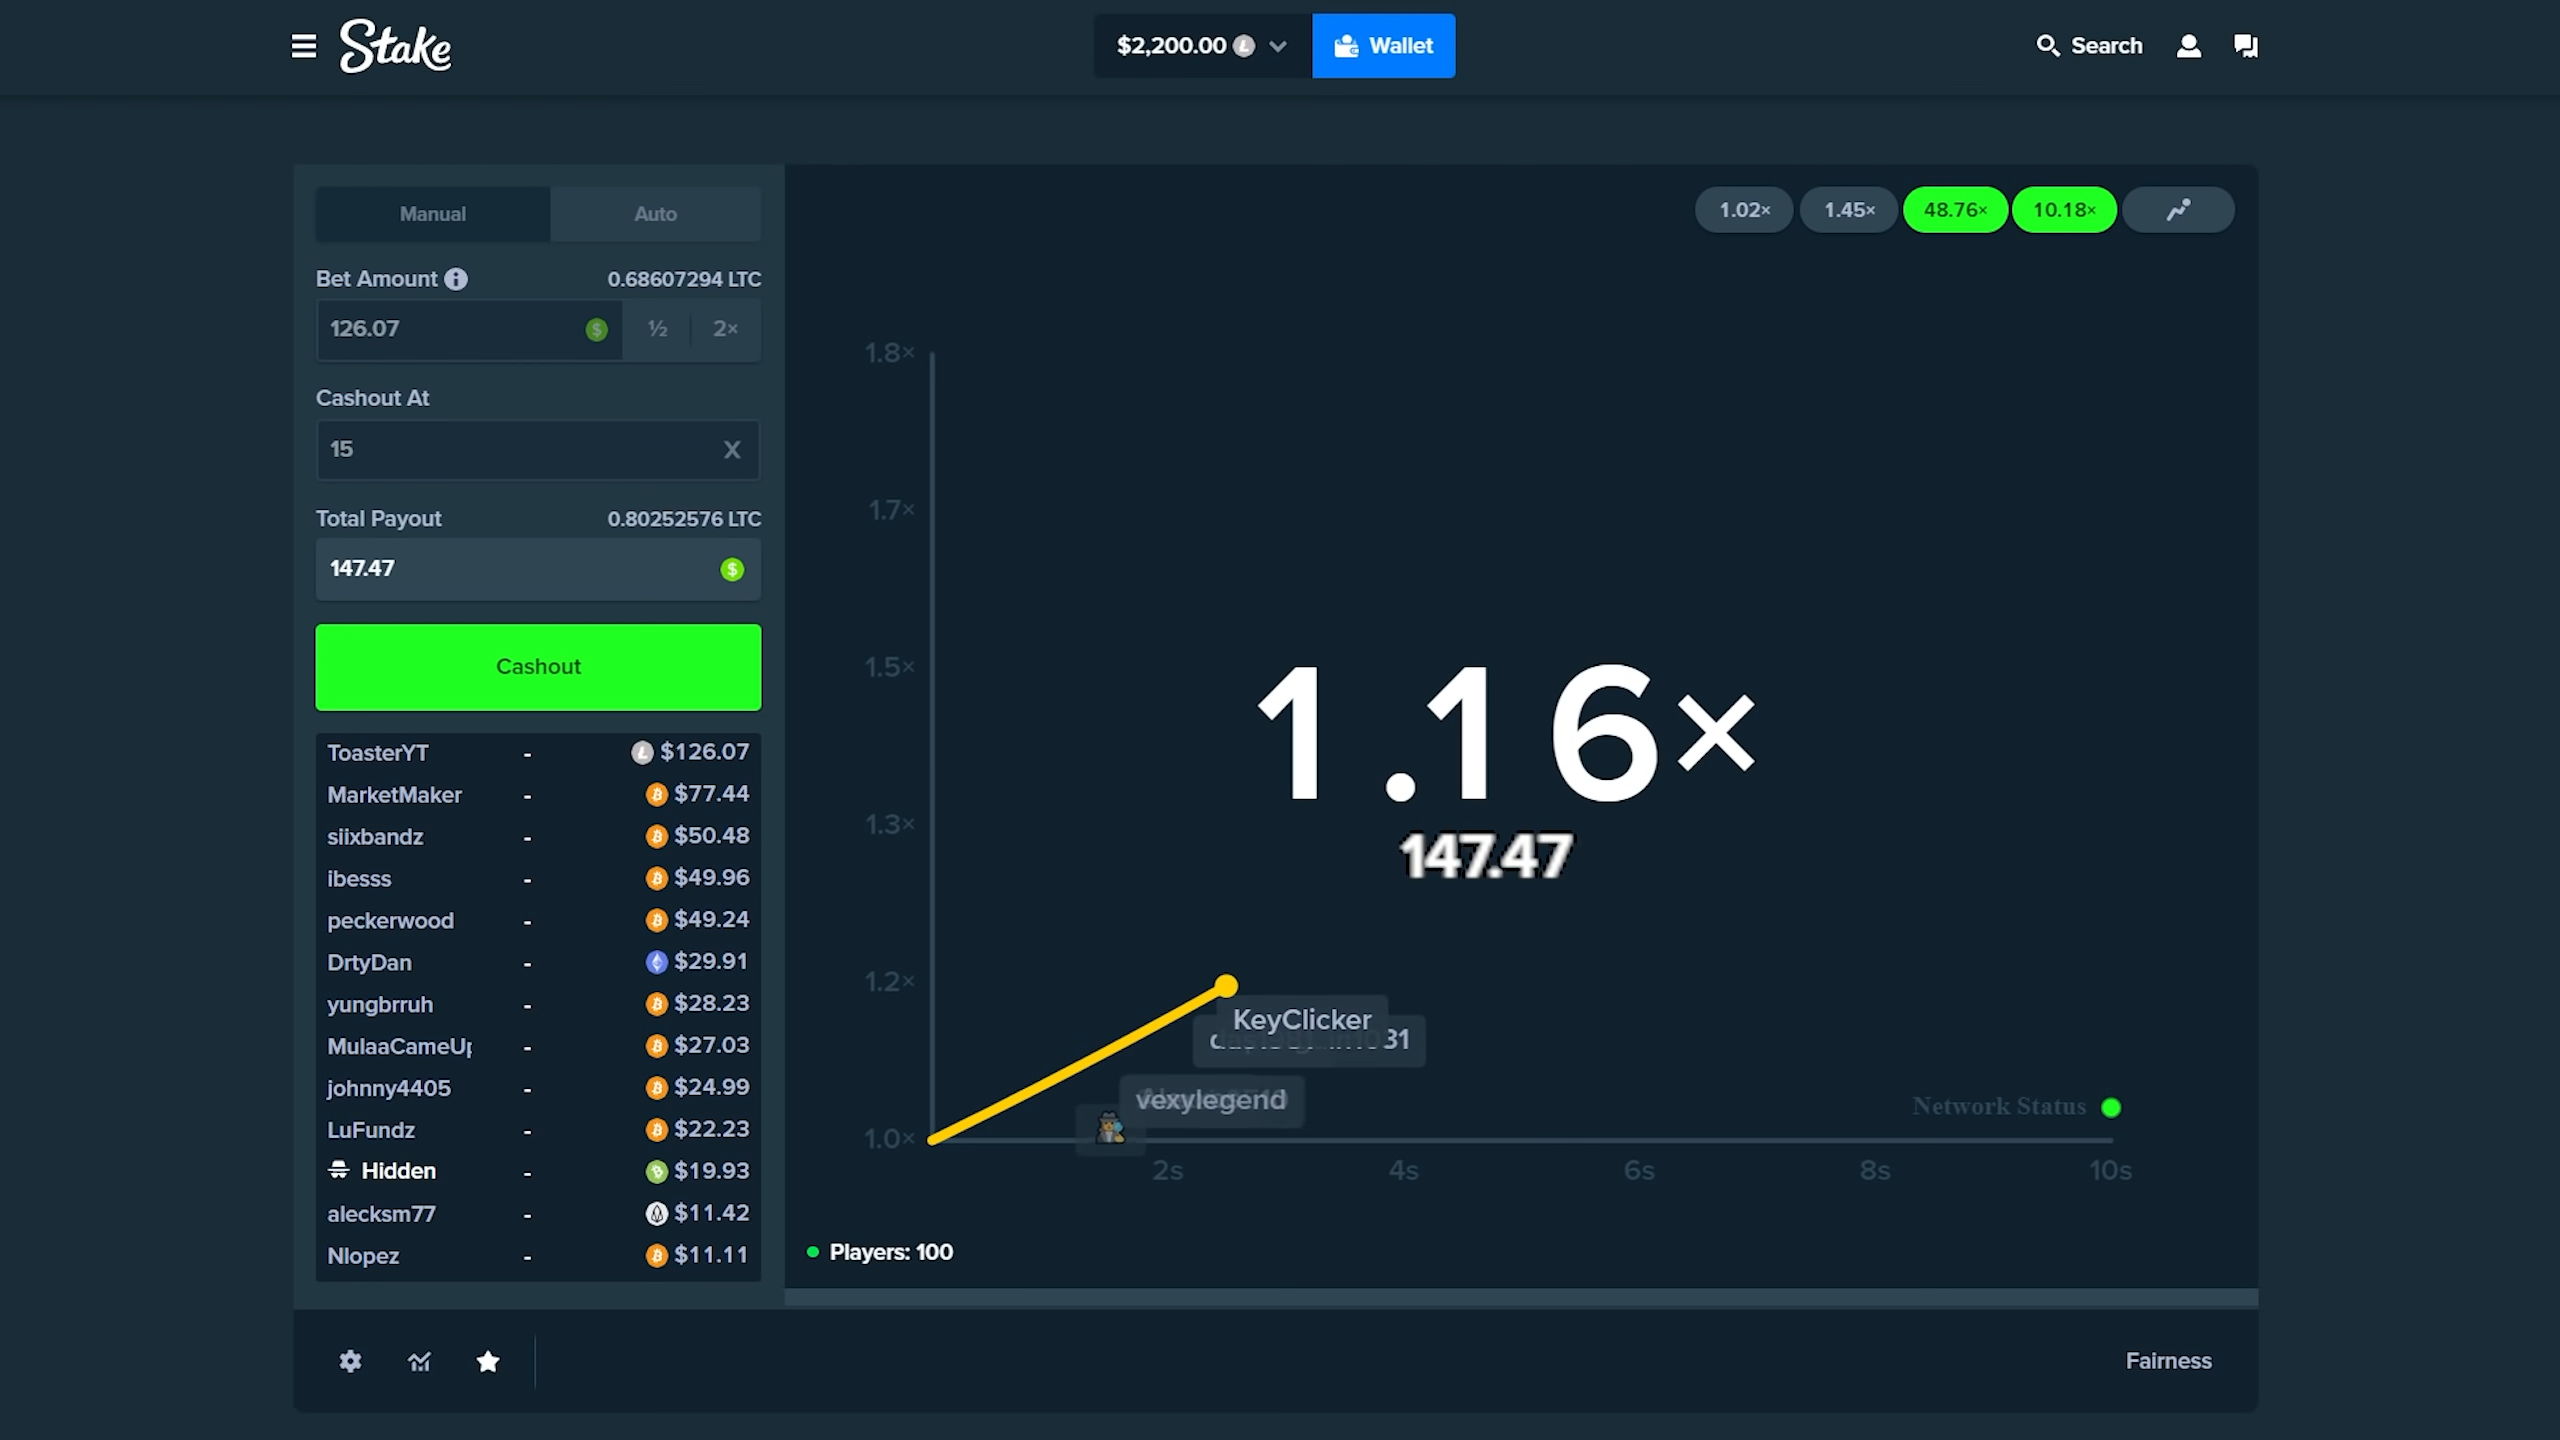 Stake
$2,200.00
Wallet
Search
Manual
Auto
Bet Amount
0.68607294 LTC
126.07
½
2×
Cashout At
15
X
Total Payout
0.80252576 LTC
147.47
Cashout
ToasterYT - $126.07
MarketMaker - $77.44
siixbandz - $50.48
ibesss - $49.96
peckerwood - $49.24
DrtyDan - $29.91
yungbrruh - $28.23
MulaaCameUp - $27.03
johnny4405 - $24.99
LuFundz - $22.23
Hidden - $19.93
alecksm77 - $11.42
Nlopez - $11.11
1.02×
1.45×
48.76×
10.18×
1.8×
1.7×
1.5×
1.3×
1.2×
1.0×
1.16×
147.47
KeyClicker
vexylegend
Network Status
2s
4s
6s
8s
10s
Players: 100
Fairness